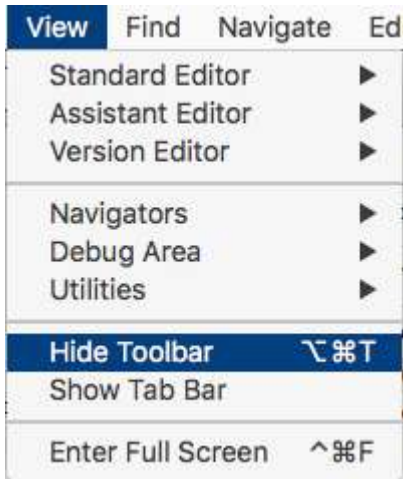 View Find Navigate Ed
Standard Editor ▶
Assistant Editor ▶
Version Editor ▶
Navigators ▶
Debug Area ▶
Utilities ▶
Hide Toolbar ⌥⌘T
Show Tab Bar
Enter Full Screen ^⌘F